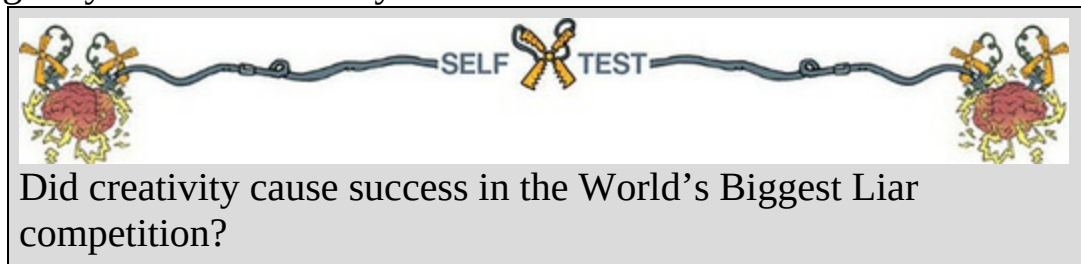 SELF TEST
Did creativity cause success in the World’s Biggest Liar
competition?